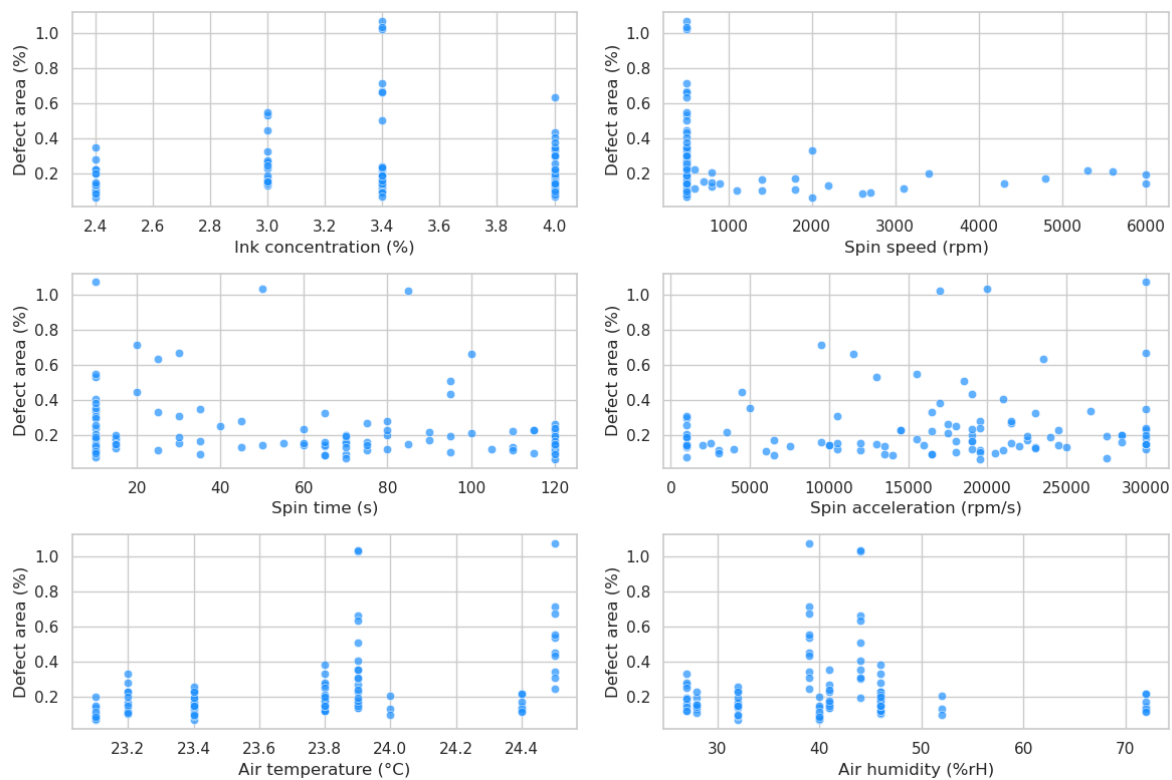 Defect area (%)
1.0
0.8
0.6
0.4
0.2
2.4 2.6 2.8 3.0 3.2 3.4 3.6 3.8 4.0
Ink concentration (%)
Defect area (%)
1.0
0.8
0.6
0.4
0.2
1000 2000 3000 4000 5000 6000
Spin speed (rpm)
Defect area (%)
1.0
0.8
0.6
0.4
0.2
20 40 60 80 100 120
Spin time (s)
Defect area (%)
1.0
0.8
0.6
0.4
0.2
0 5000 10000 15000 20000 25000 30000
Spin acceleration (rpm/s)
Defect area (%)
1.0
0.8
0.6
0.4
0.2
23.2 23.4 23.6 23.8 24.0 24.2 24.4
Air temperature (°C)
Defect area (%)
1.0
0.8
0.6
0.4
0.2
30 40 50 60 70
Air humidity (%rH)